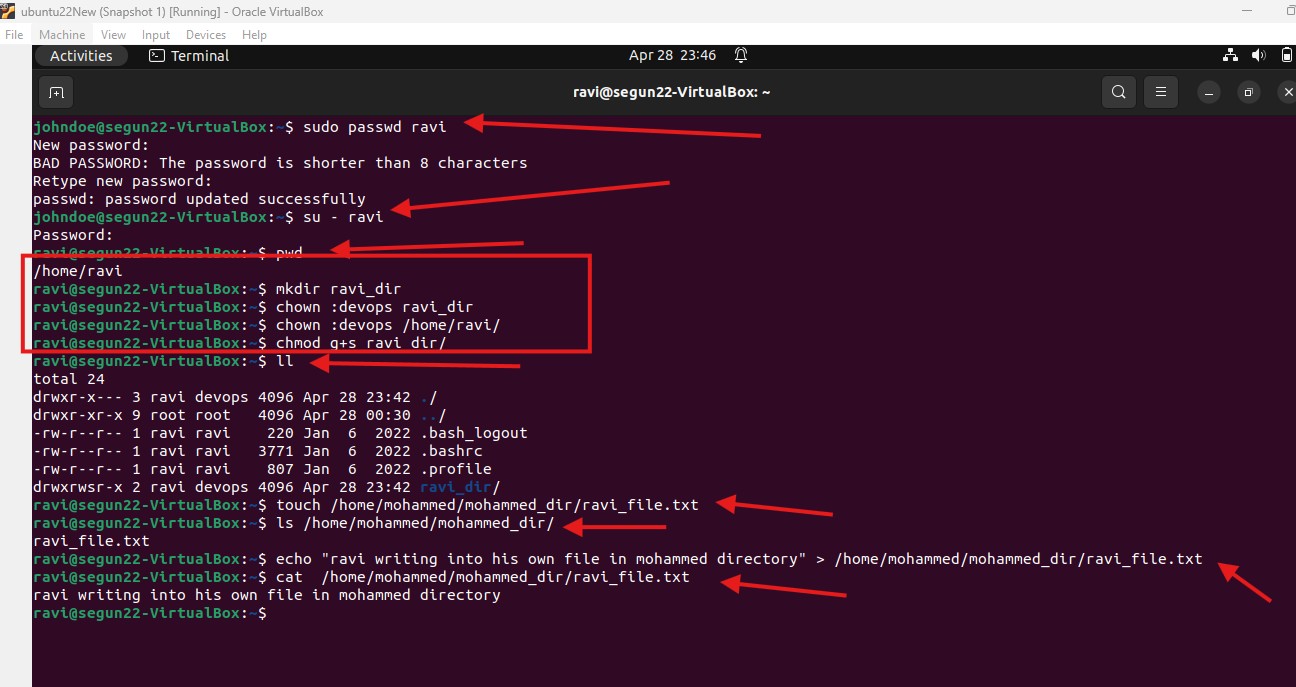 ubuntu22New (Snapshot 1) [Running] - Oracle VirtualBox
File Machine View Input Devices Help
Activities Terminal Apr 28 23:46
ravi@segun22-VirtualBox: ~
johndoe@segun22-VirtualBox:~$ sudo passwd ravi
New password:
BAD PASSWORD: The password is shorter than 8 characters
Retype new password:
passwd: password updated successfully
johndoe@segun22-VirtualBox:~$ su - ravi
Password:
ravi@segun22-VirtualBox:~$ pwd
/home/ravi
ravi@segun22-VirtualBox:~$ mkdir ravi_dir
ravi@segun22-VirtualBox:~$ chown :devops ravi_dir
ravi@segun22-VirtualBox:~$ chown :devops /home/ravi/
ravi@segun22-VirtualBox:~$ chmod g+s ravi_dir/
ravi@segun22-VirtualBox:~$ ll
total 24
drwxr-x--- 3 ravi devops 4096 Apr 28 23:42 ./
drwxr-xr-x 9 root root   4096 Apr 28 00:30 ../
-rw-r--r-- 1 ravi ravi    220 Jan  6  2022 .bash_logout
-rw-r--r-- 1 ravi ravi   3771 Jan  6  2022 .bashrc
-rw-r--r-- 1 ravi ravi    807 Jan  6  2022 .profile
drwxrwsr-x 2 ravi devops 4096 Apr 28 23:42 ravi_dir/
ravi@segun22-VirtualBox:~$ touch /home/mohammed/mohammed_dir/ravi_file.txt
ravi@segun22-VirtualBox:~$ ls /home/mohammed/mohammed_dir/
ravi_file.txt
ravi@segun22-VirtualBox:~$ echo "ravi writing into his own file in mohammed directory" > /home/mohammed/mohammed_dir/ravi_file.txt
ravi@segun22-VirtualBox:~$ cat  /home/mohammed/mohammed_dir/ravi_file.txt
ravi writing into his own file in mohammed directory
ravi@segun22-VirtualBox:~$